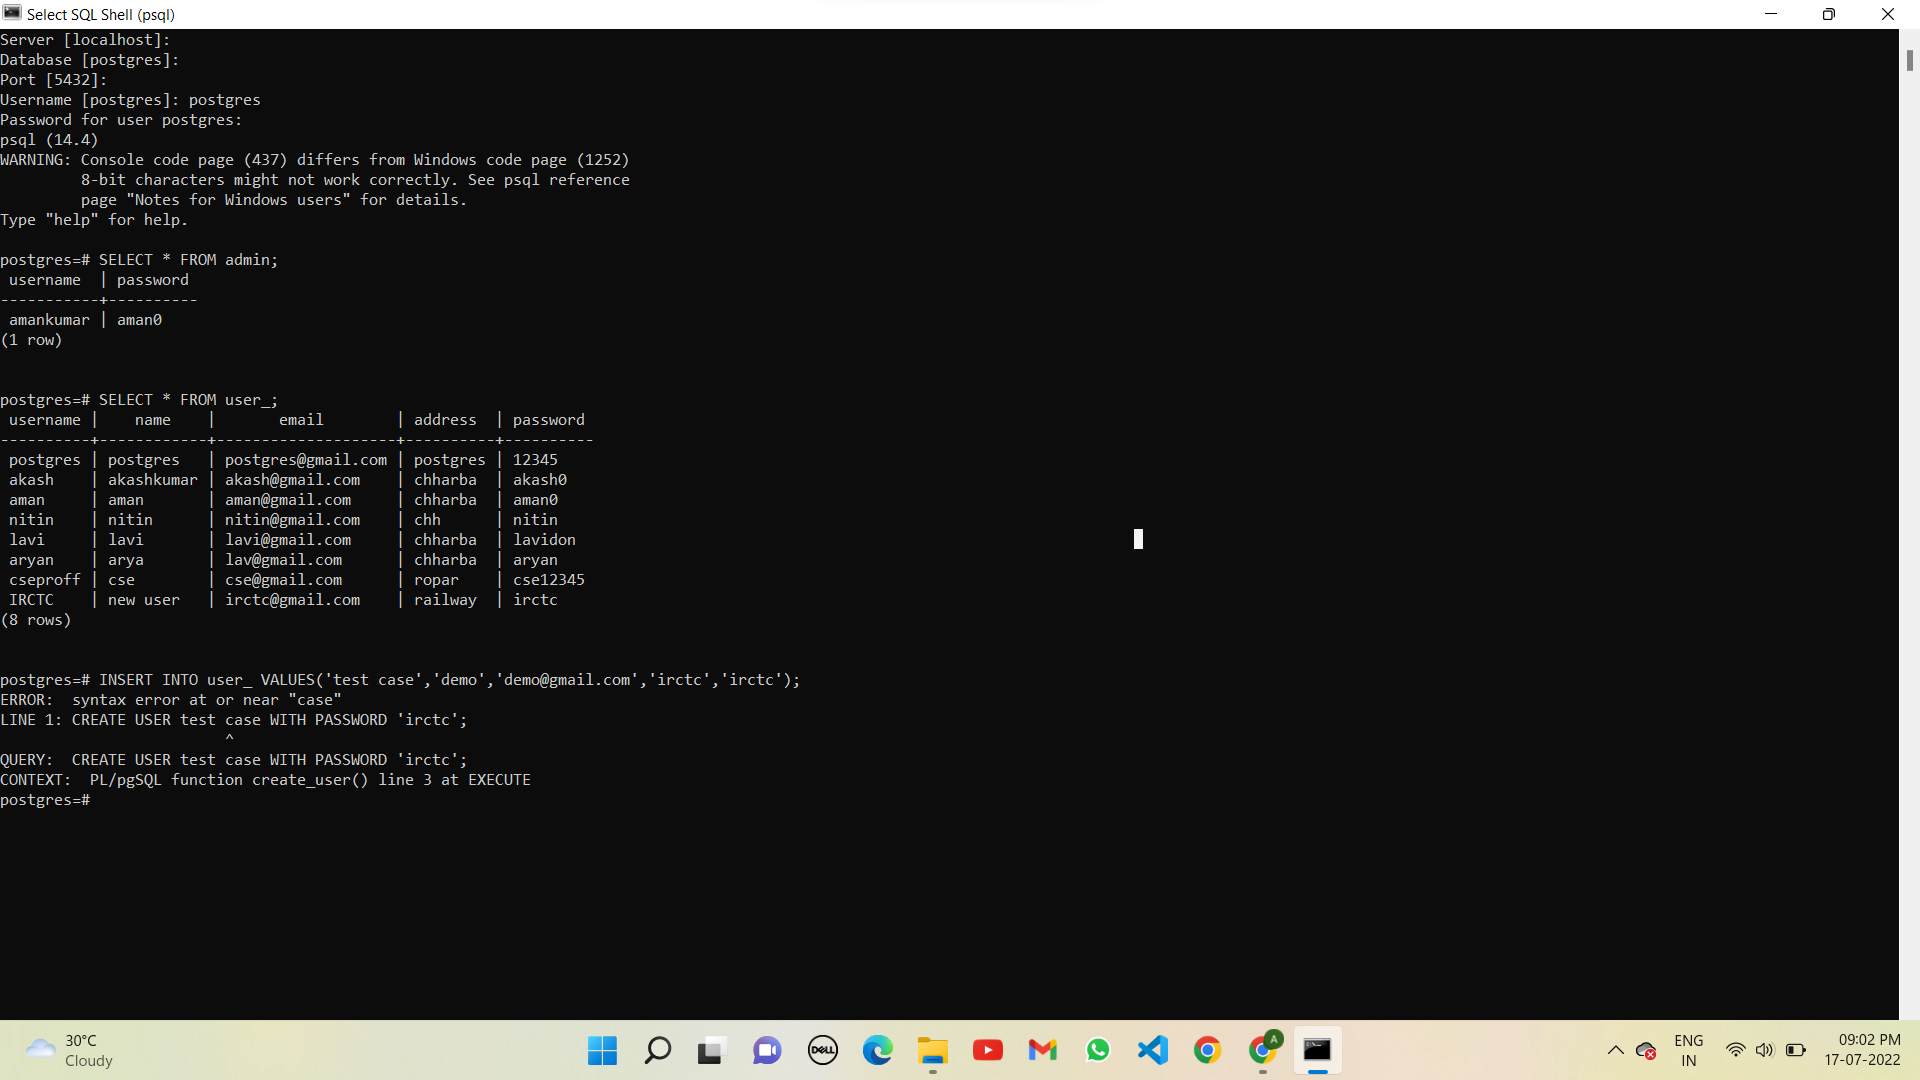 Select SQL Shell (psql)
Server [localhost]:
Database [postgres]:
Port [5432]:
Username [postgres]: postgres
Password for user postgres:
psql (14.4)
WARNING: Console code page (437) differs from Windows code page (1252)
         8-bit characters might not work correctly. See psql reference
         page "Notes for Windows users" for details.
Type "help" for help.

postgres=# SELECT * FROM admin;
 username  | password
-----------+----------
 amankumar | aman0
(1 row)


postgres=# SELECT * FROM user_;
 username |    name    |       email        | address  | password
----------+------------+--------------------+----------+----------
 postgres | postgres   | postgres@gmail.com | postgres | 12345
 akash    | akashkumar | akash@gmail.com    | chharba  | akash0
 aman     | aman       | aman@gmail.com     | chharba  | aman0
 nitin    | nitin      | nitin@gmail.com    | chh      | nitin
 lavi     | lavi       | lavi@gmail.com     | chharba  | lavidon
 aryan    | arya       | lav@gmail.com      | chharba  | aryan
 cseproff | cse        | cse@gmail.com      | ropar    | cse12345
 IRCTC    | new user   | irctc@gmail.com    | railway  | irctc
(8 rows)


postgres=# INSERT INTO user_ VALUES('test case','demo','demo@gmail.com','irctc','irctc');
ERROR:  syntax error at or near "case"
LINE 1: CREATE USER test case WITH PASSWORD 'irctc';
                         ^
QUERY:  CREATE USER test case WITH PASSWORD 'irctc';
CONTEXT:  PL/pgSQL function create_user() line 3 at EXECUTE
postgres=#
30°C
Cloudy
DELL
A
ENG
IN
09:02 PM
17-07-2022